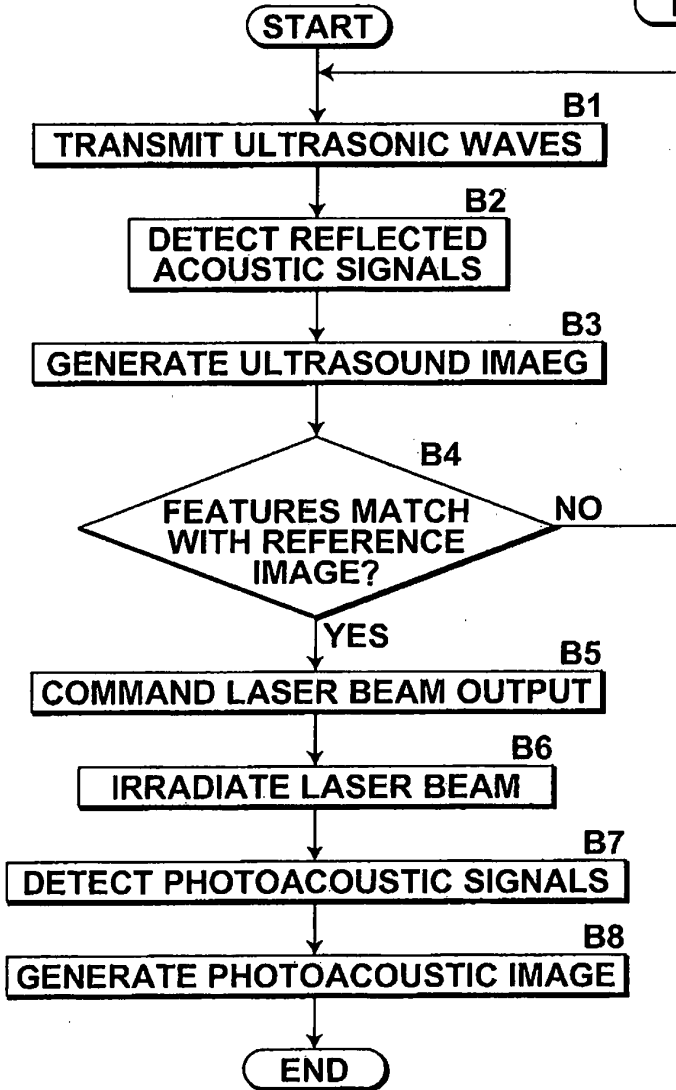 START
B1
TRANSMIT ULTRASONIC WAVES
B2
DETECT REFLECTED
ACOUSTIC SIGNALS
B3
GENERATE ULTRASOUND IMAEG
B4
FEATURES MATCH
WITH REFERENCE
IMAGE?
NO
YES
B5
COMMAND LASER BEAM OUTPUT
B6
IRRADIATE LASER BEAM
B7
DETECT PHOTOACOUSTIC SIGNALS
B8
GENERATE PHOTOACOUSTIC IMAGE
END